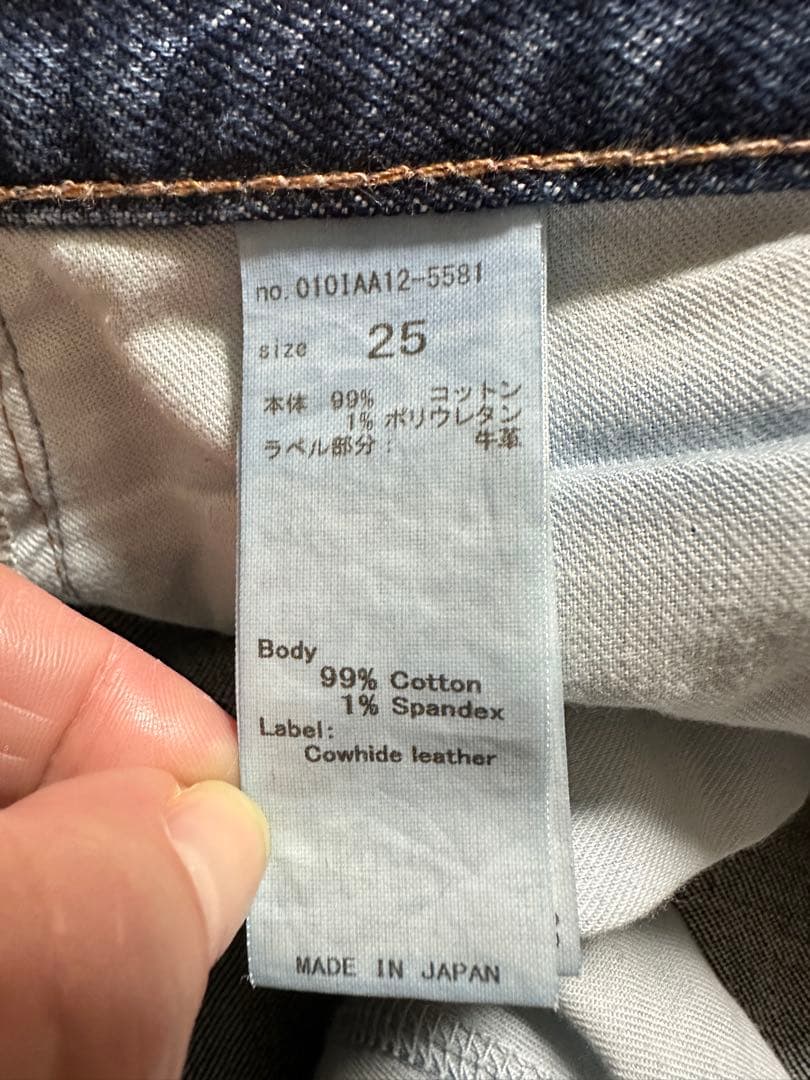 no.010IAA12-5581
size 25
本体 99% コットン
1% ポリウレタン
ラベル部分: 牛革
Body
99% Cotton
1% Spandex
Label:
Cowhide leather
MADE IN JAPAN